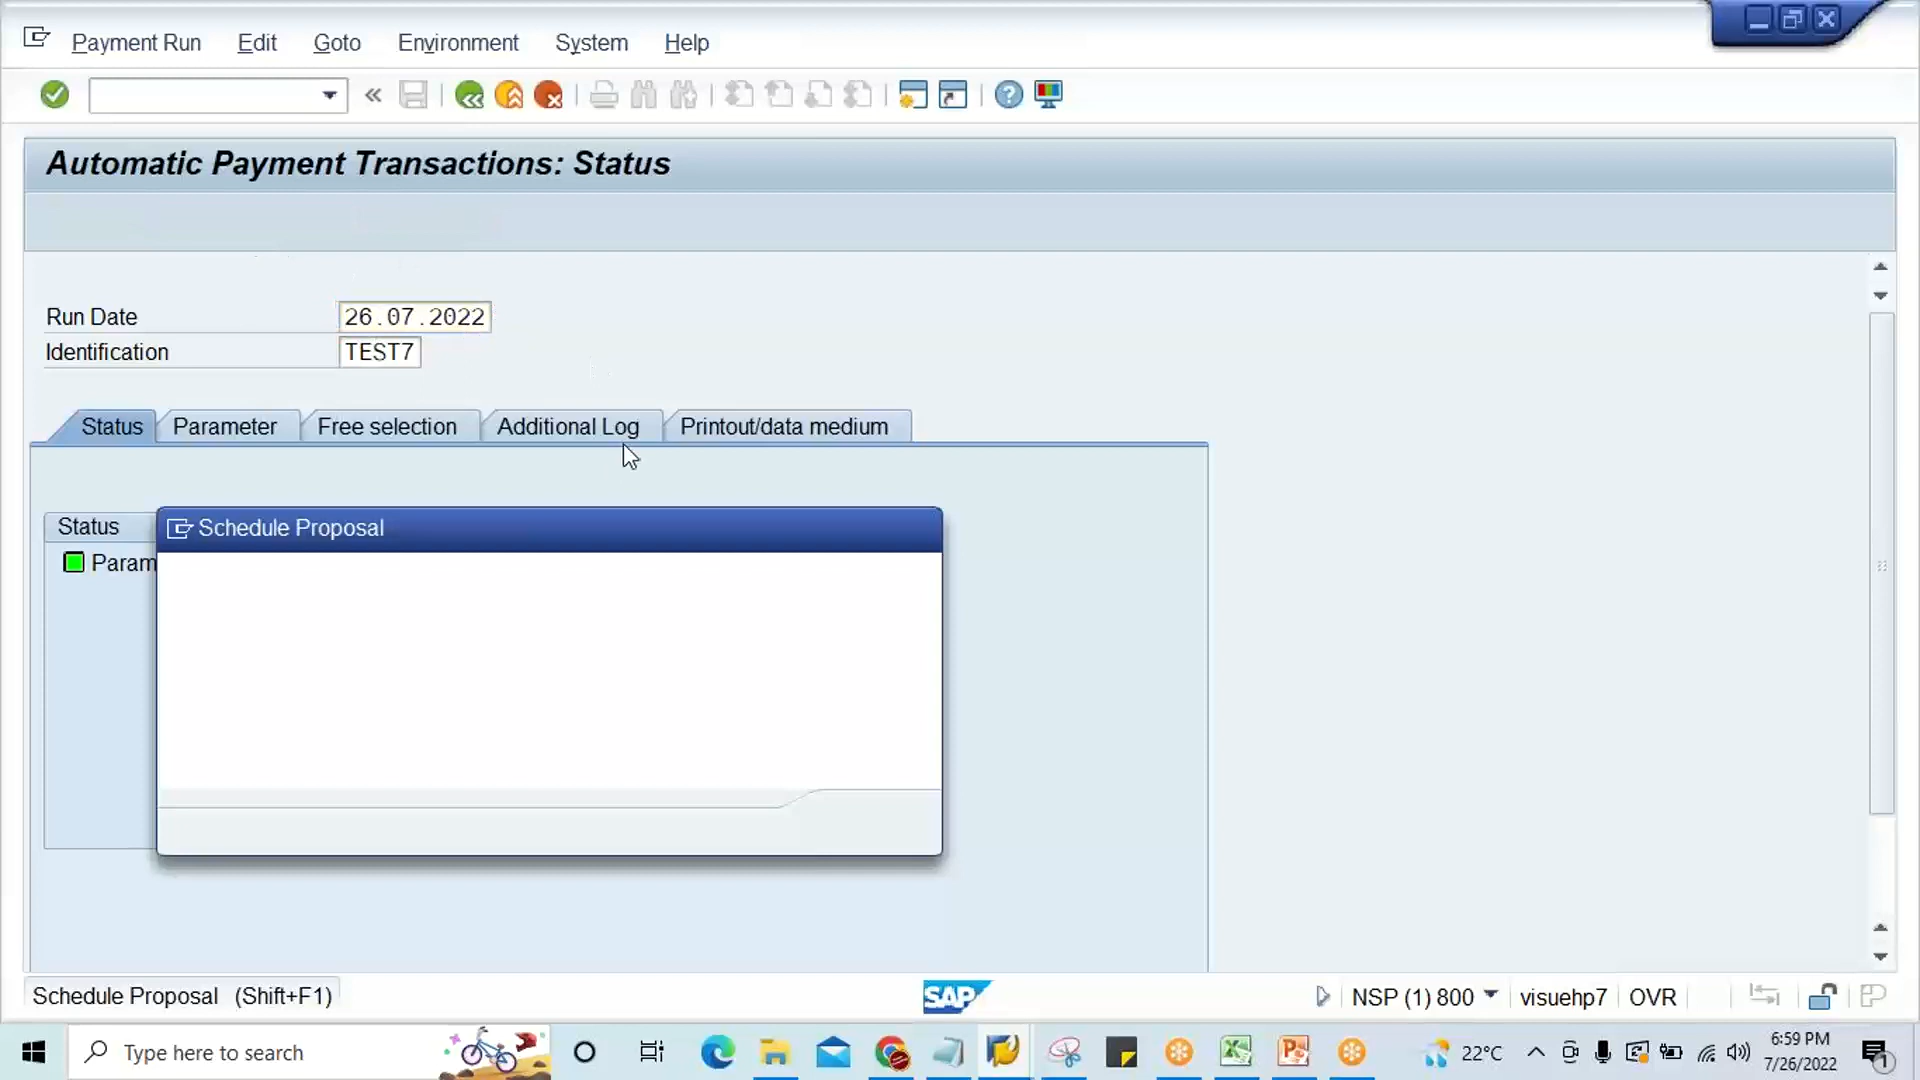 Payment Run Edit Goto Environment System Help
Automatic Payment Transactions: Status
Run Date 26.07.2022
Identification TEST7
Status Parameter Free selection Additional Log Printout/data medium
Schedule Proposal
Status
Param
Schedule Proposal (Shift+F1)
SAP
NSP (1) 800 visuehp7 OVR
Type here to search
22°C
6:59 PM
7/26/2022
1